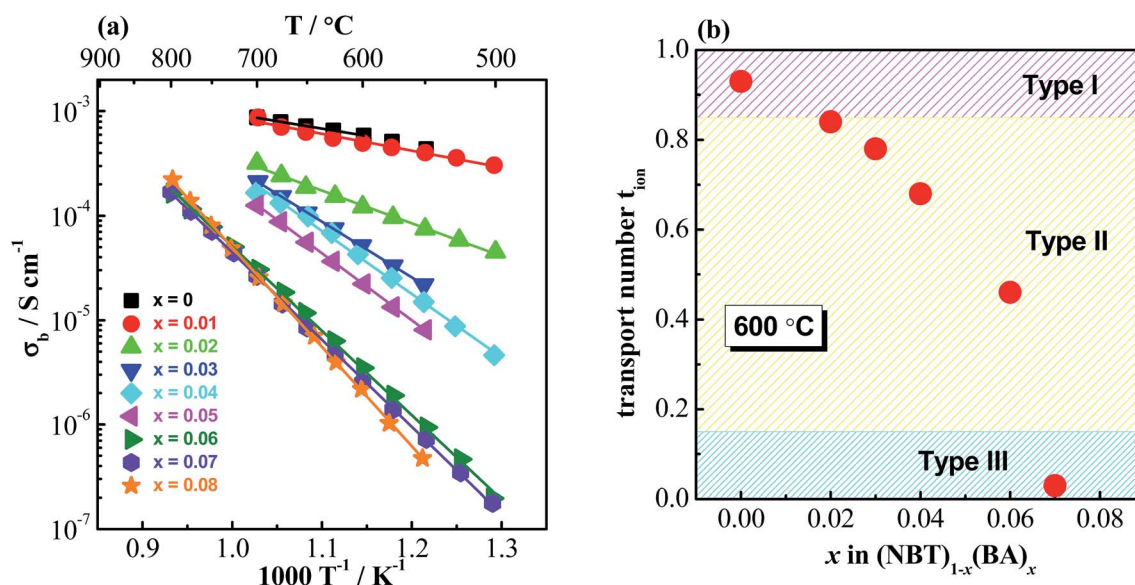 (a)
T / °C
900 800 700 600 500
10⁻³
10⁻⁴
10⁻⁵
10⁻⁶
10⁻⁷
σb / S cm⁻¹
x = 0
x = 0.01
x = 0.02
x = 0.03
x = 0.04
x = 0.05
x = 0.06
x = 0.07
x = 0.08
0.9 1.0 1.1 1.2 1.3
1000 T⁻¹ / K⁻¹
(b)
1.0
0.8
0.6
0.4
0.2
0.0
transport number tion
Type I
Type II
600 °C
Type III
0.00 0.02 0.04 0.06 0.08
x in (NBT)1-x(BA)x